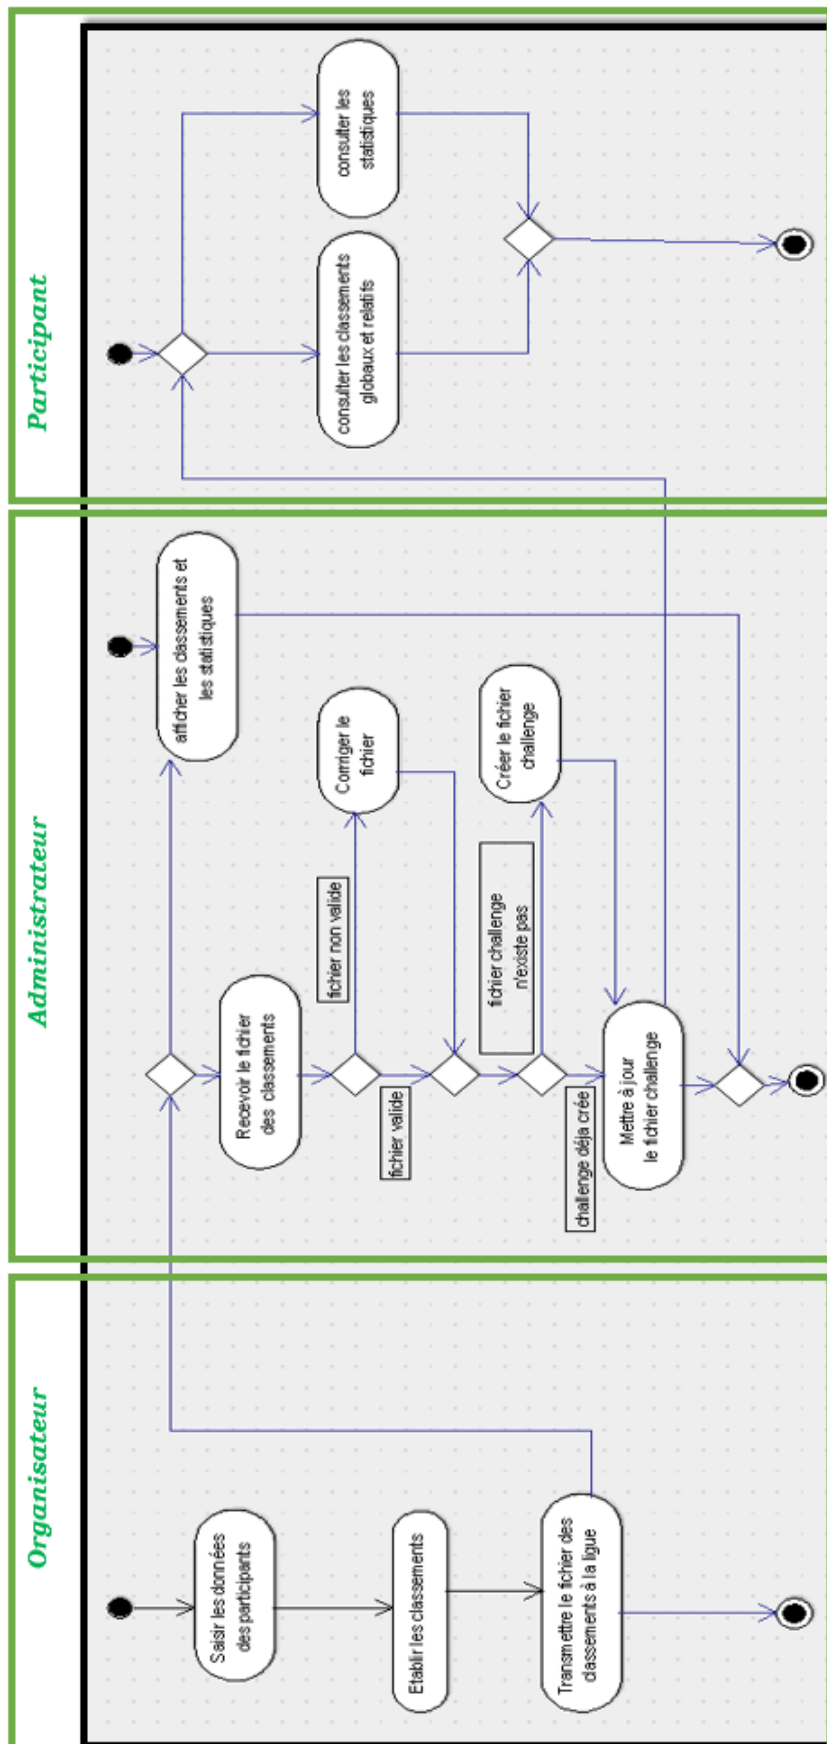 Organisateur
Saisir les données
des participants
Etablir les classements
Transmettre le fichier des
classements à la ligue
Administrateur
afficher les classements et
les statistiques
Recevoir le fichier
des classements
fichier non valide
Corriger le
fichier
fichier valide
fichier challenge
n'existe pas
Créer le fichier
challenge
challenge déja crée
Mettre à jour
le fichier challenge
Participant
consulter les classements
globaux et relatifs
consulter les
statistiques